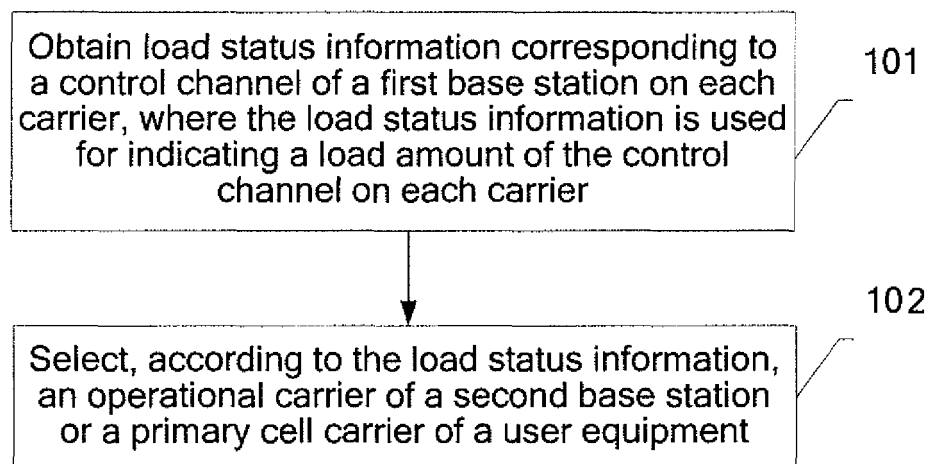 Obtain load status information corresponding to
a control channel of a first base station on each
carrier, where the load status information is used
for indicating a load amount of the control
channel on each carrier
101
102
Select, according to the load status information,
an operational carrier of a second base station
or a primary cell carrier of a user equipment